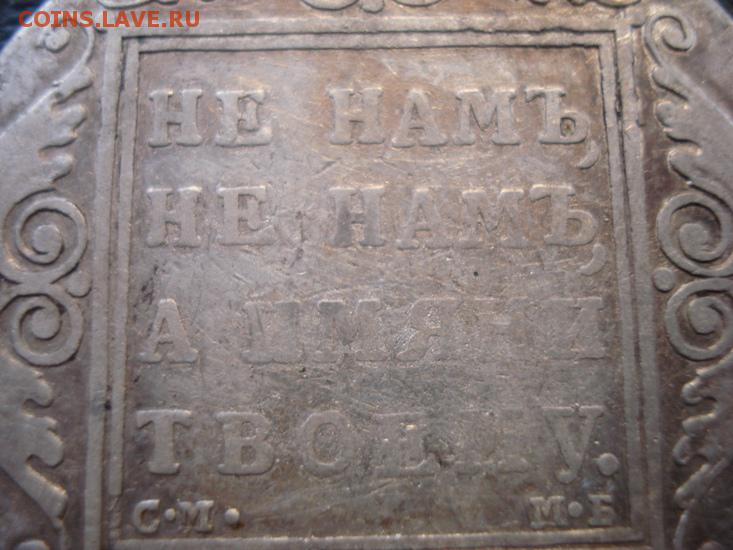 COINS.LAVE.RU
НЕ НАМЪ,
НЕ НАМЪ,
А ИМЯНИ
ТВОЕМУ.
С·М· М·Б